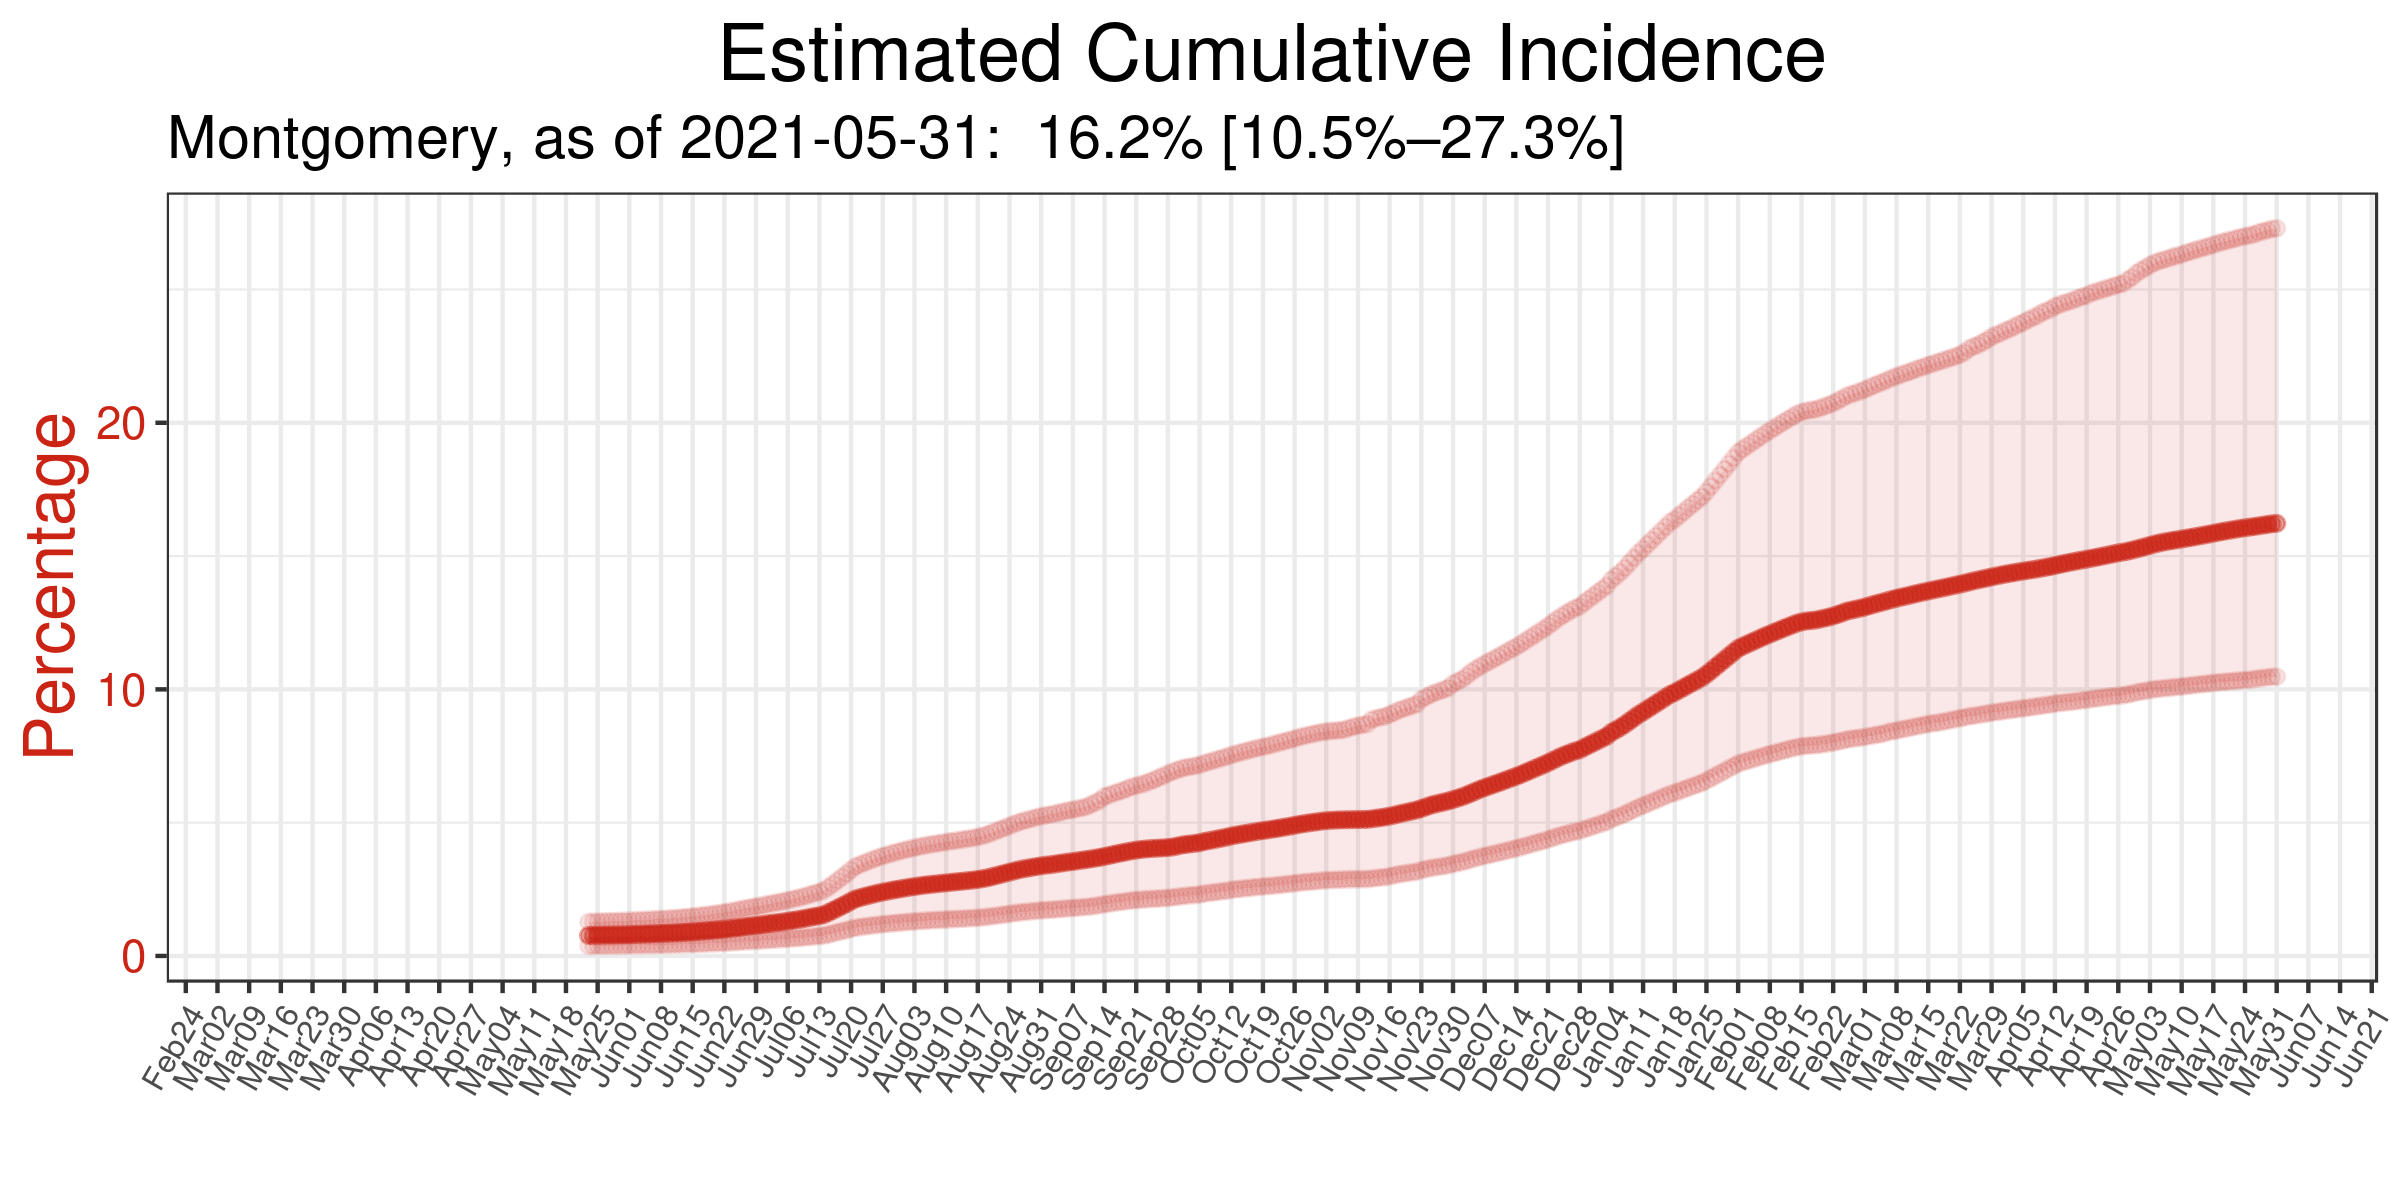 Estimated Cumulative Incidence
Montgomery, as of 2021-05-31:  16.2% [10.5%–27.3%]
Percentage
20
10
0
Feb24
Mar02
Mar09
Mar16
Mar23
Mar30
Apr06
Apr13
Apr20
Apr27
May04
May11
May18
May25
Jun01
Jun08
Jun15
Jun22
Jun29
Jul06
Jul13
Jul20
Jul27
Aug03
Aug10
Aug17
Aug24
Aug31
Sep07
Sep14
Sep21
Sep28
Oct05
Oct12
Oct19
Oct26
Nov02
Nov09
Nov16
Nov23
Nov30
Dec07
Dec14
Dec21
Dec28
Jan04
Jan11
Jan18
Jan25
Feb01
Feb08
Feb15
Feb22
Mar01
Mar08
Mar15
Mar22
Mar29
Apr05
Apr12
Apr19
Apr26
May03
May10
May17
May24
May31
Jun07
Jun14
Jun21